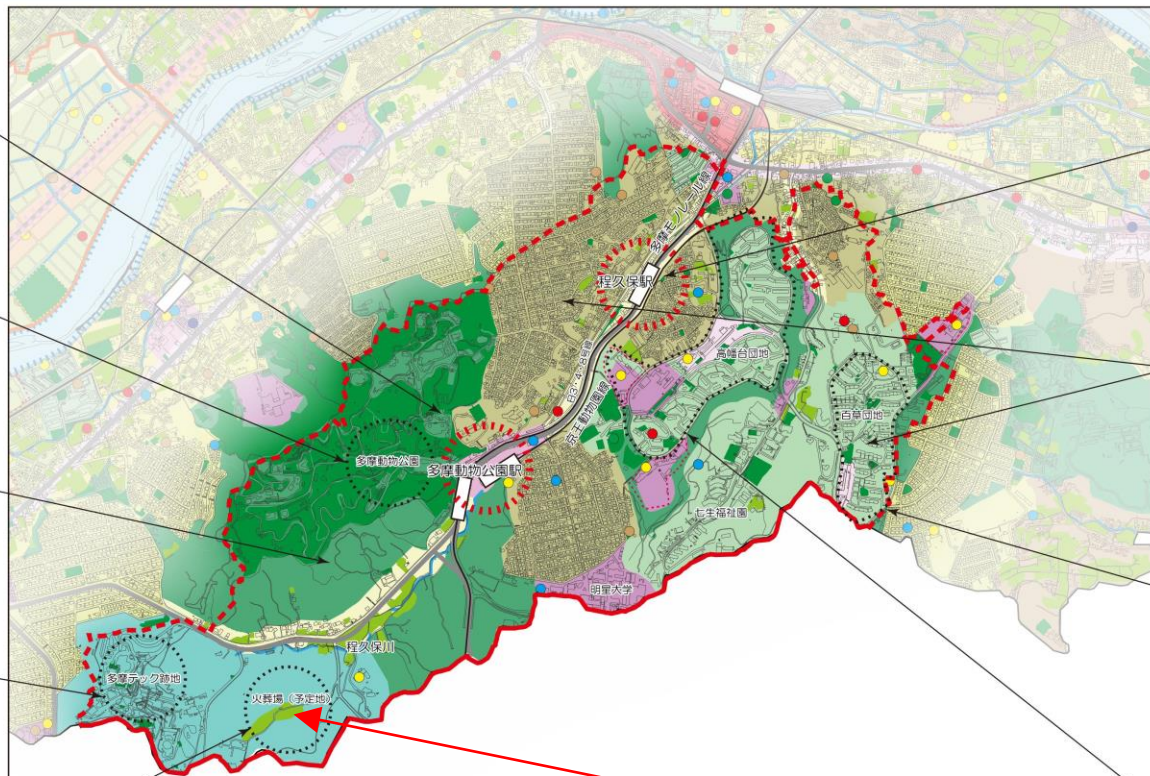 多摩モノレール線
程久保駅
高幡台団地
百草団地
京王動物園線
多摩動物公園
多摩動物公園駅
七生福祉園
明星大学
程久保川
多摩テック跡地
火葬場（予定地）